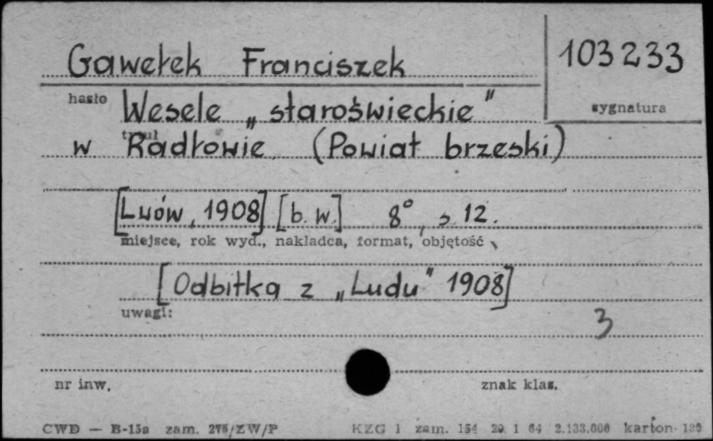 Gawełek Franciszek
103233
hasło
sygnatura
Wesele „staroświeckie"
tytuł
w Radłowie (Powiat brzeski)
[Lwów, 1908] [b. w.] 8°, s 12.
miejsce, rok wyd., nakładca, format, objętość
[Odbitka z „Ludu" 1908]
uwagi:
3
nr inw.
znak klas.
CWD — B-15a zam. 275/ZW/P
KZG 1 zam. 154 29 1 64 2.133.000 karton